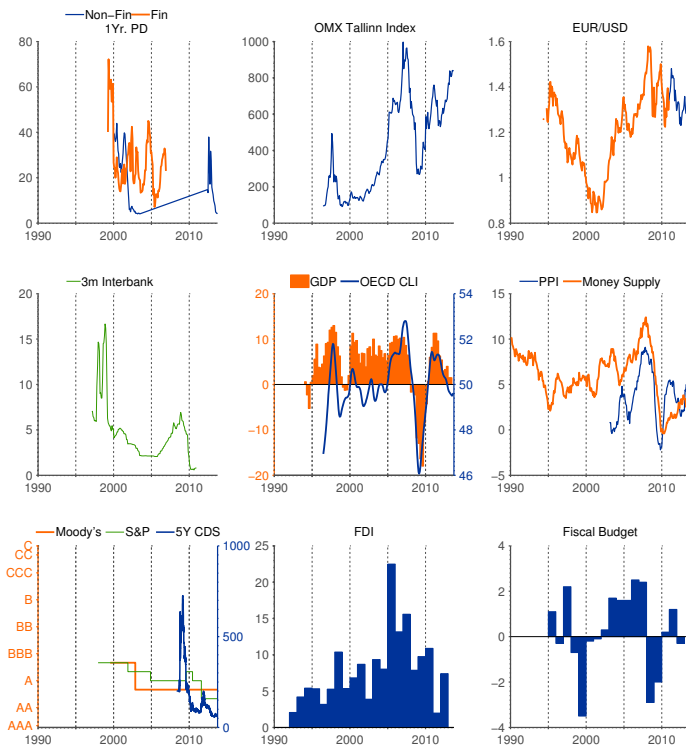 Non-Fin Fin
1Yr. PD
80
60
40
20
0
1990 2000 2010
OMX Tallinn Index
1000
800
600
400
200
0
1990 2000 2010
EUR/USD
1.6
1.4
1.2
1
0.8
1990 2000 2010
3m Interbank
20
15
10
5
0
1990 2000 2010
GDP OECD CLI
20
10
0
−10
−20
54
52
50
48
46
1990 2000 2010
PPI Money Supply
15
10
5
0
−5
1990 2000 2010
Moody's S&P 5Y CDS
C
CC
CCC
B
BB
BBB
A
AA
AAA
1000
500
0
1990 2000 2010
FDI
25
20
15
10
5
0
1990 2000 2010
Fiscal Budget
4
2
0
−2
−4
1990 2000 2010